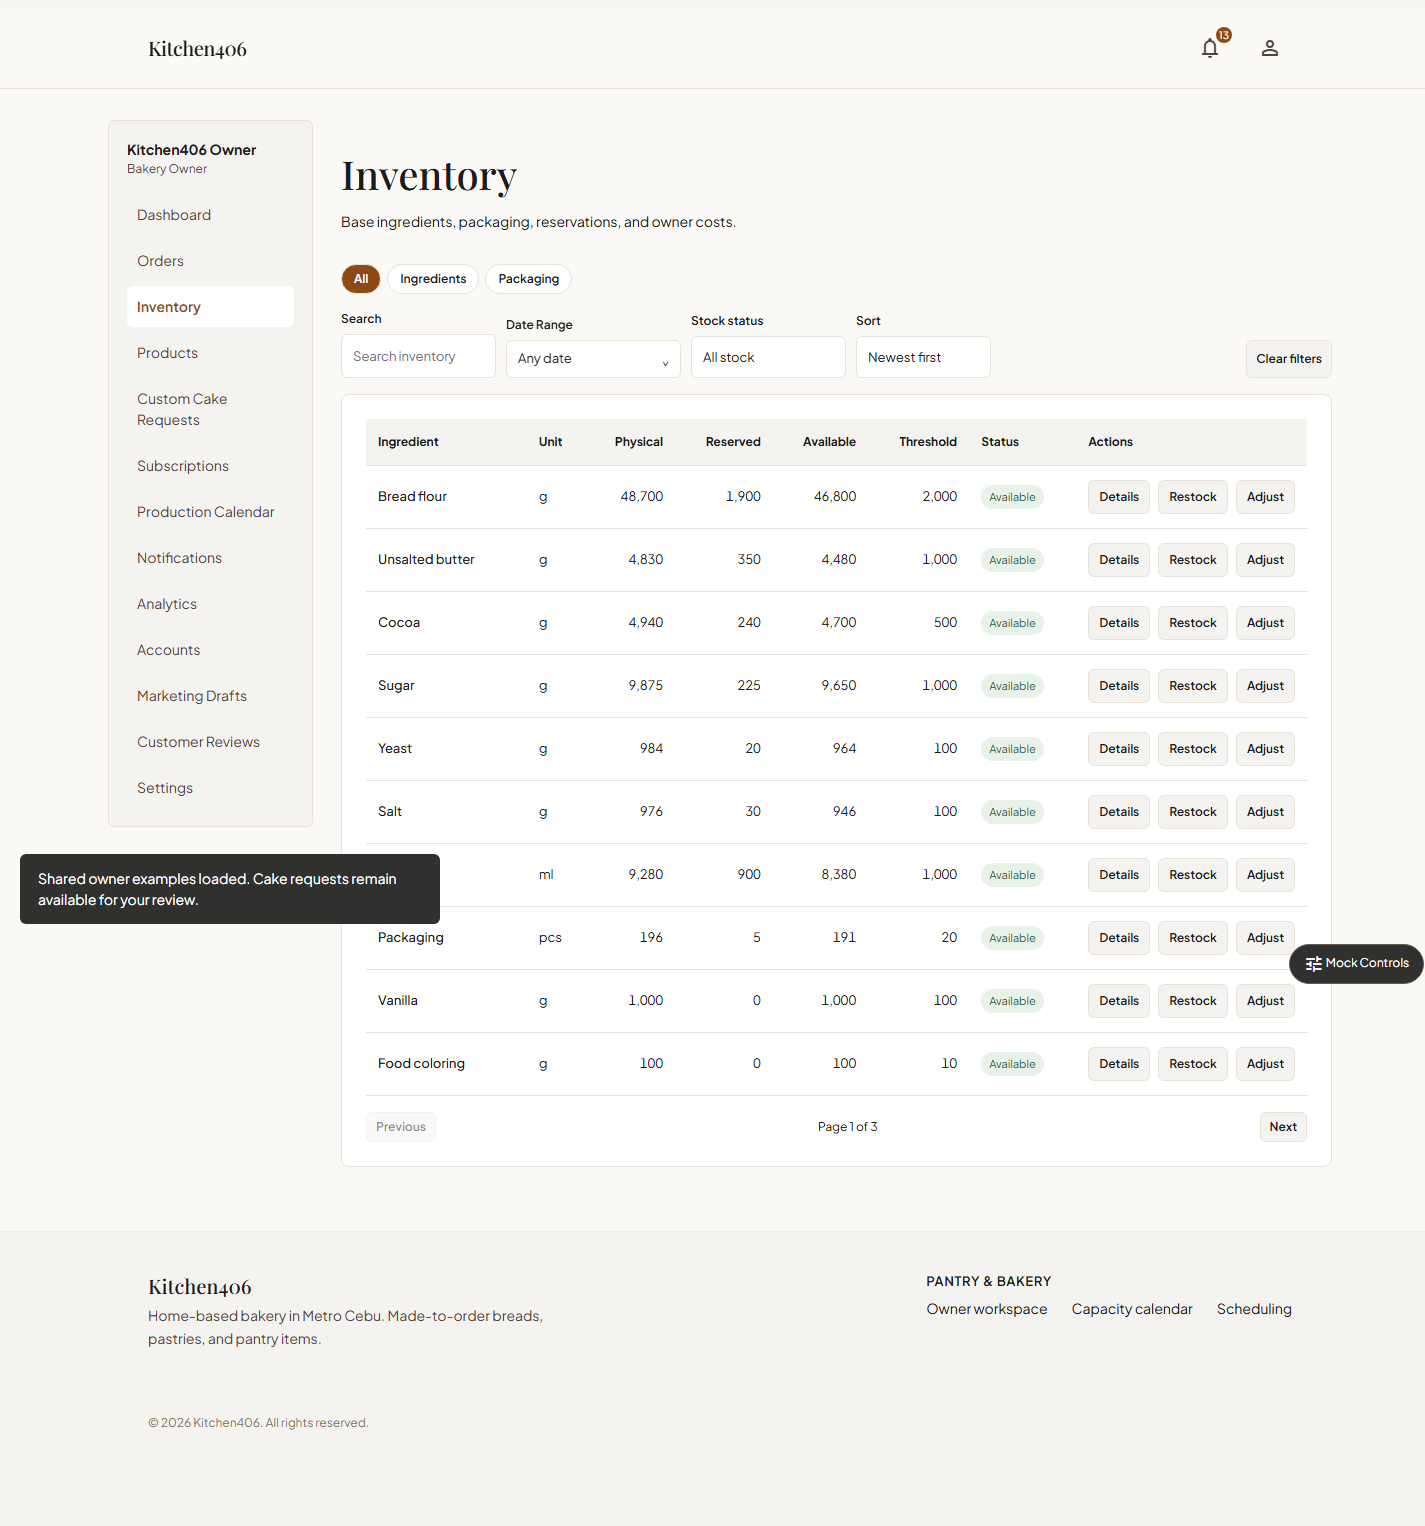 Kitchen406
13
Kitchen406 Owner
Bakery Owner
Dashboard
Orders
Inventory
Products
Custom Cake
Requests
Subscriptions
Production Calendar
Notifications
Analytics
Accounts
Marketing Drafts
Customer Reviews
Settings
Inventory
Base ingredients, packaging, reservations, and owner costs.
All Ingredients Packaging
Search Date Range Stock status Sort
Search inventory Any date All stock Newest first Clear filters
Ingredient Unit Physical Reserved Available Threshold Status Actions
Bread flour g 48,700 1,900 46,800 2,000 Available Details Restock Adjust
Unsalted butter g 4,830 350 4,480 1,000 Available Details Restock Adjust
Cocoa g 4,940 240 4,700 500 Available Details Restock Adjust
Sugar g 9,875 225 9,650 1,000 Available Details Restock Adjust
Yeast g 984 20 964 100 Available Details Restock Adjust
Salt g 976 30 946 100 Available Details Restock Adjust
ml 9,280 900 8,380 1,000 Available Details Restock Adjust
Packaging pcs 196 5 191 20 Available Details Restock Adjust
Vanilla g 1,000 0 1,000 100 Available Details Restock Adjust
Food coloring g 100 0 100 10 Available Details Restock Adjust
Previous Page 1 of 3 Next
Shared owner examples loaded. Cake requests remain
available for your review.
Mock Controls
Kitchen406
Home-based bakery in Metro Cebu. Made-to-order breads,
pastries, and pantry items.
PANTRY & BAKERY
Owner workspace Capacity calendar Scheduling
© 2026 Kitchen406. All rights reserved.